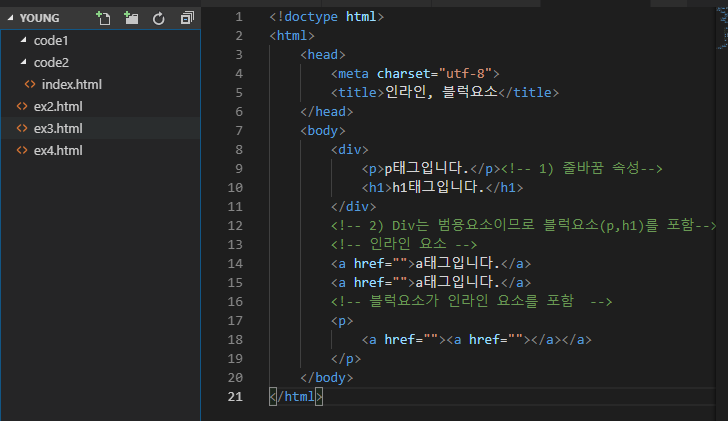 YOUNG
code1
code2
index.html
ex2.html
ex3.html
ex4.html
1 <!doctype html>
2 <html>
3 <head>
4 <meta charset="utf-8">
5 <title>인라인, 블럭요소</title>
6 </head>
7 <body>
8 <div>
9 <p>p태그입니다.</p><!-- 1) 줄바꿈 속성-->
10 <h1>h1태그입니다.</h1>
11 </div>
12 <!-- 2) Div는 범용요소이므로 블럭요소(p,h1)를 포함-->
13 <!-- 인라인 요소 -->
14 <a href="">a태그입니다.</a>
15 <a href="">a태그입니다.</a>
16 <!-- 블럭요소가 인라인 요소를 포함  -->
17 <p>
18 <a href=""><a href=""></a></a>
19 </p>
20 </body>
21 </html>